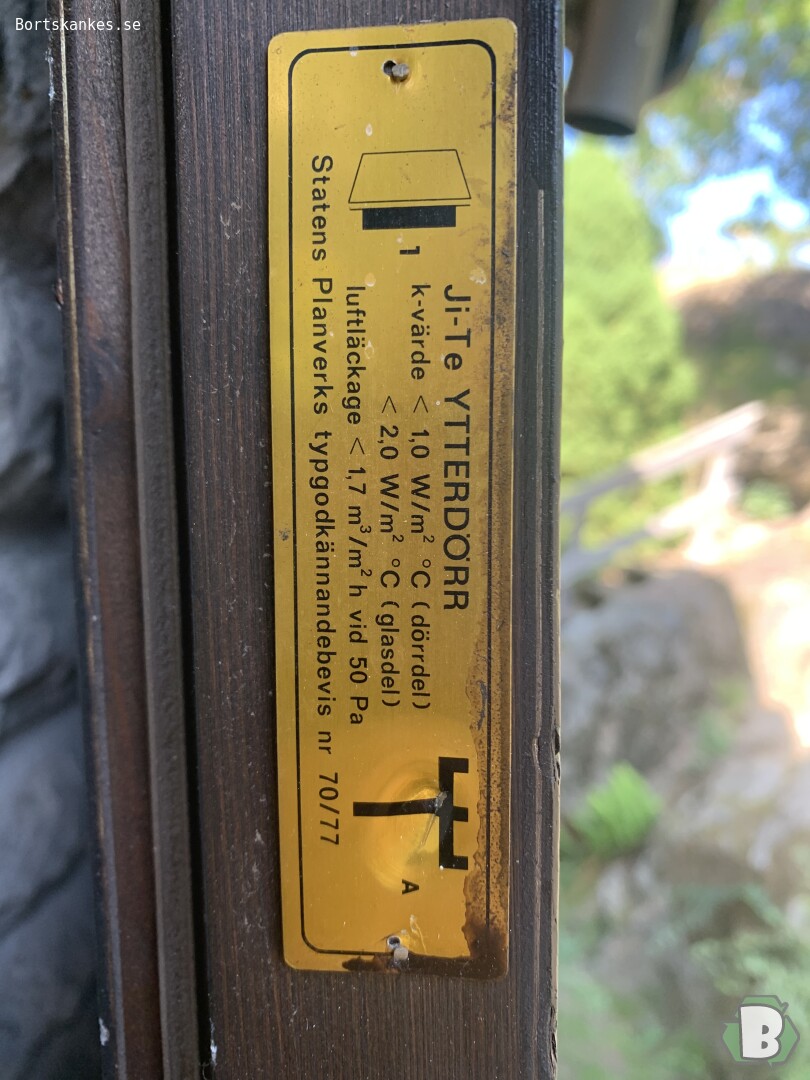 Bortskankes.se
Ji-Te YTTERDÖRR
1 k-värde < 1,0 W/m² °C (dörrdel)
< 2,0 W/m² °C (glasdel)
luftläckage < 1,7 m³/m² h vid 50 Pa
Statens Planverks typgodkännandebevis nr 70/77
A
B